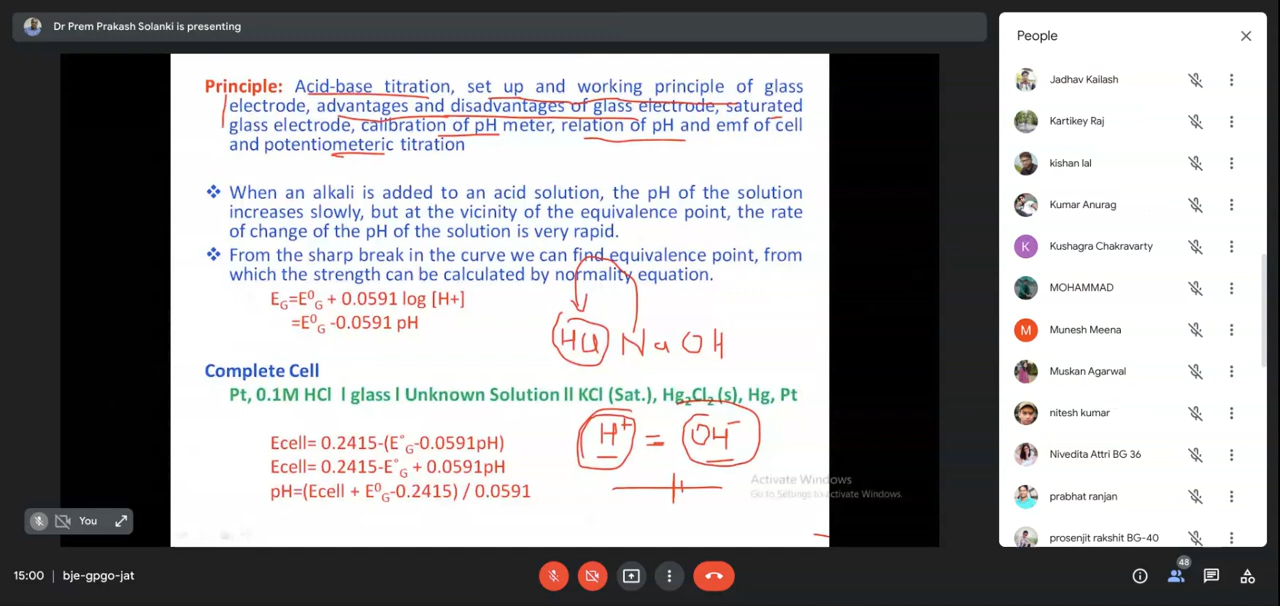 Dr Prem Prakash Solanki is presenting
Principle: Acid-base titration, set up and working principle of glass
electrode, advantages and disadvantages of glass electrode, saturated
glass electrode, calibration of pH meter, relation of pH and emf of cell
and potentiometeric titration
❖ When an alkali is added to an acid solution, the pH of the solution
increases slowly, but at the vicinity of the equivalence point, the rate
of change of the pH of the solution is very rapid.
❖ From the sharp break in the curve we can find equivalence point, from
which the strength can be calculated by normality equation.
E_G=E⁰_G + 0.0591 log [H+]
=E⁰_G -0.0591 pH
HCl NaOH
Complete Cell
Pt, 0.1M HCl l glass l Unknown Solution ll KCl (Sat.), Hg₂Cl₂ (s), Hg, Pt
H⁺ = OH⁻
Ecell= 0.2415-(E°_G-0.0591pH)
Ecell= 0.2415-E°_G + 0.0591pH
pH=(Ecell + E⁰_G-0.2415) / 0.0591
Activate Windows
Go to Settings to activate Windows.
You
15:00 | bje-gpgo-jat
People
Jadhav Kailash
Kartikey Raj
kishan lal
Kumar Anurag
K Kushagra Chakravarty
MOHAMMAD
M Munesh Meena
Muskan Agarwal
nitesh kumar
Nivedita Attri BG 36
prabhat ranjan
prosenjit rakshit BG-40
48